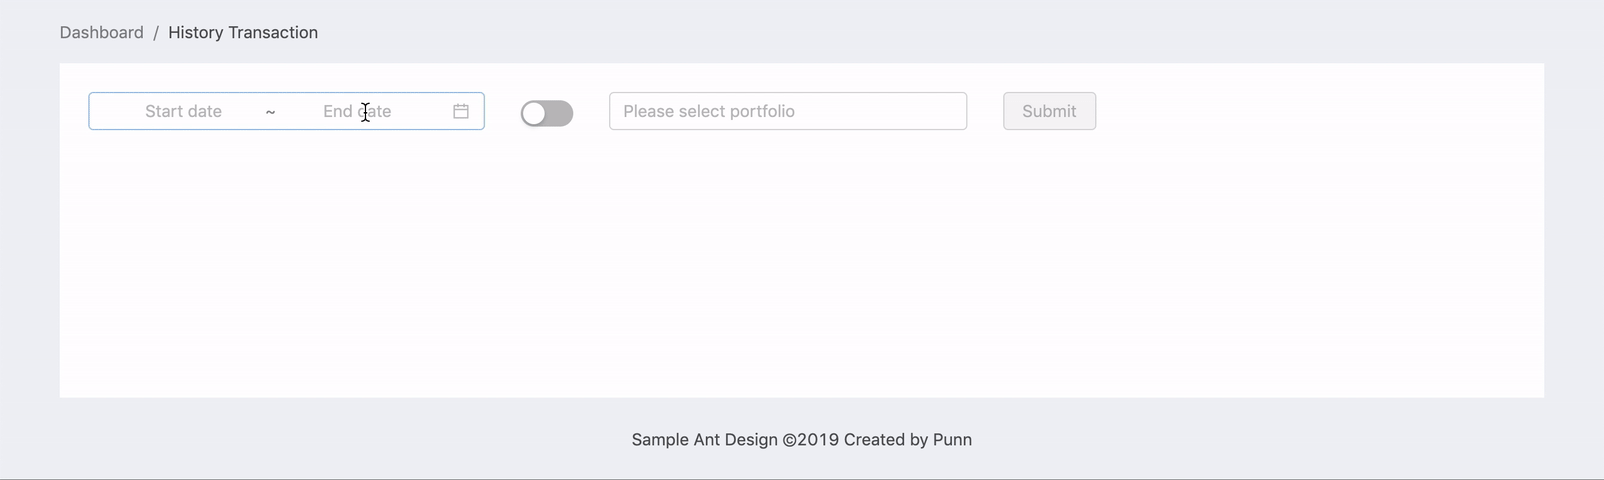 Dashboard / History Transaction
Start date ~ End date Please select portfolio Submit
Sample Ant Design ©2019 Created by Punn